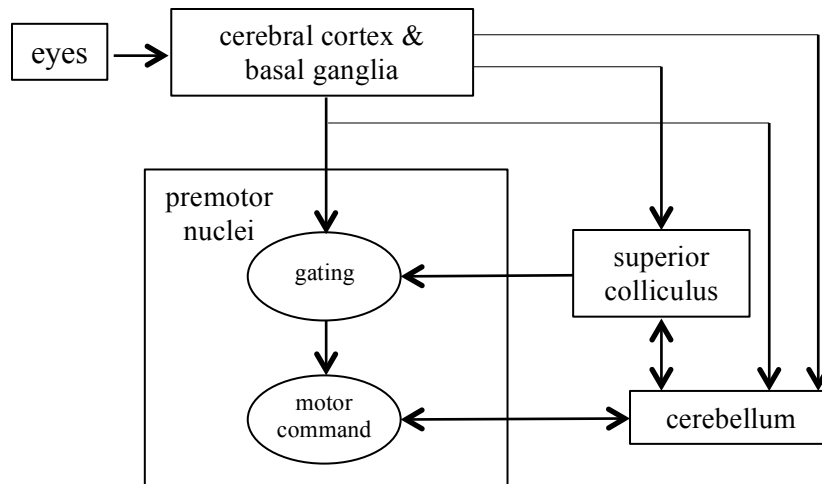 eyes
cerebral cortex &
basal ganglia
premotor
nuclei
gating
superior
colliculus
motor
command
cerebellum